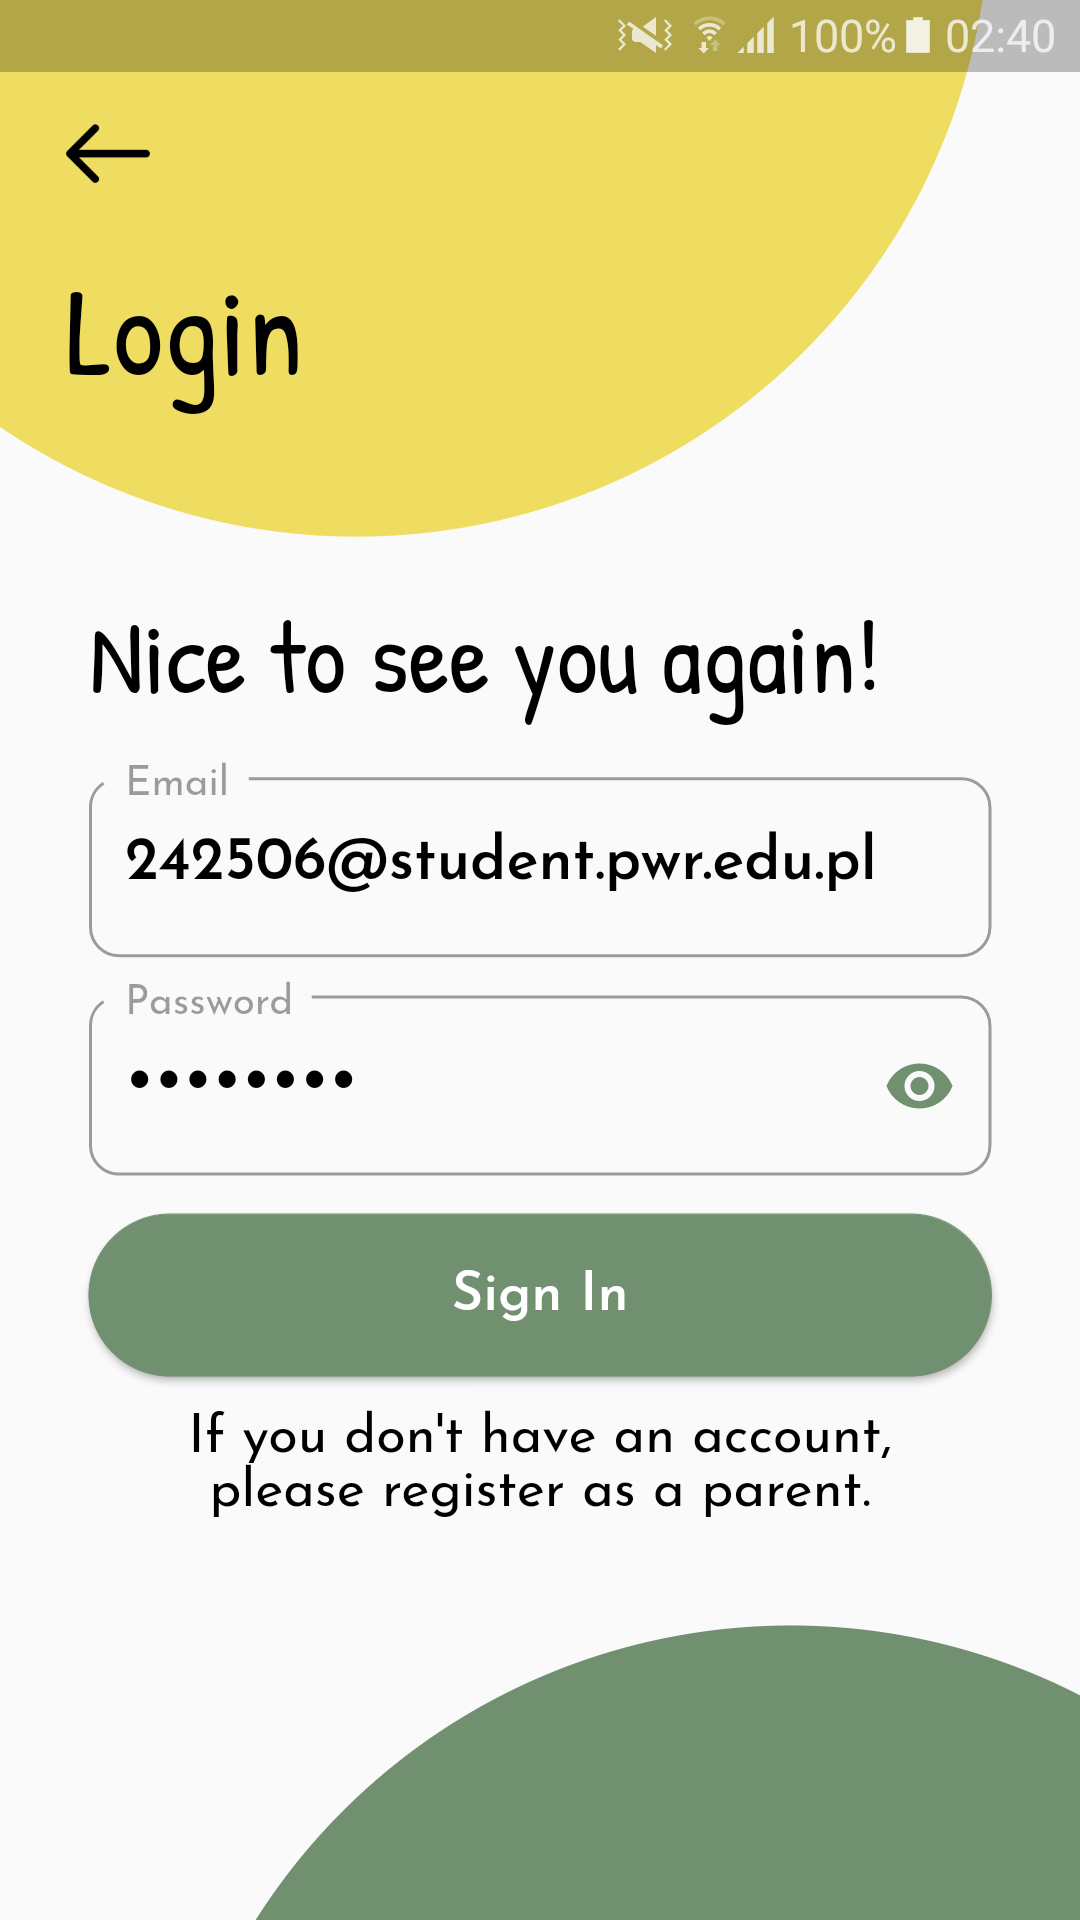 100% 02:40
Login
Nice to see you again!
Email
242506@student.pwr.edu.pl
Password
••••••••
Sign In
If you don't have an account,
please register as a parent.